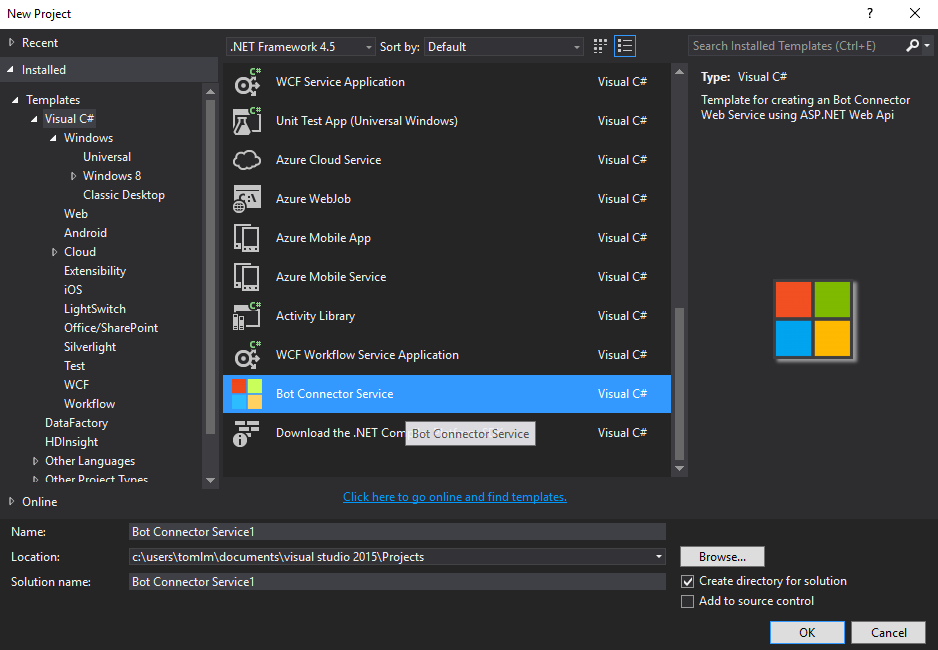 New Project
? 
Recent
Installed
Templates
Visual C#
Windows
Universal
Windows 8
Classic Desktop
Web
Android
Cloud
Extensibility
iOS
LightSwitch
Office/SharePoint
Silverlight
Test
WCF
Workflow
DataFactory
HDInsight
Other Languages
Other Project Types
Online
.NET Framework 4.5
Sort by: Default
Search Installed Templates (Ctrl+E)
WCF Service Application Visual C#
Unit Test App (Universal Windows) Visual C#
Azure Cloud Service Visual C#
Azure WebJob Visual C#
Azure Mobile App Visual C#
Azure Mobile Service Visual C#
Activity Library Visual C#
WCF Workflow Service Application Visual C#
Bot Connector Service Visual C#
Download the .NET Com Visual C#
Bot Connector Service
Click here to go online and find templates.
Type: Visual C#
Template for creating an Bot Connector
Web Service using ASP.NET Web Api
Name: Bot Connector Service1
Location: c:\users\tomlm\documents\visual studio 2015\Projects
Browse...
Solution name: Bot Connector Service1
Create directory for solution
Add to source control
OK
Cancel